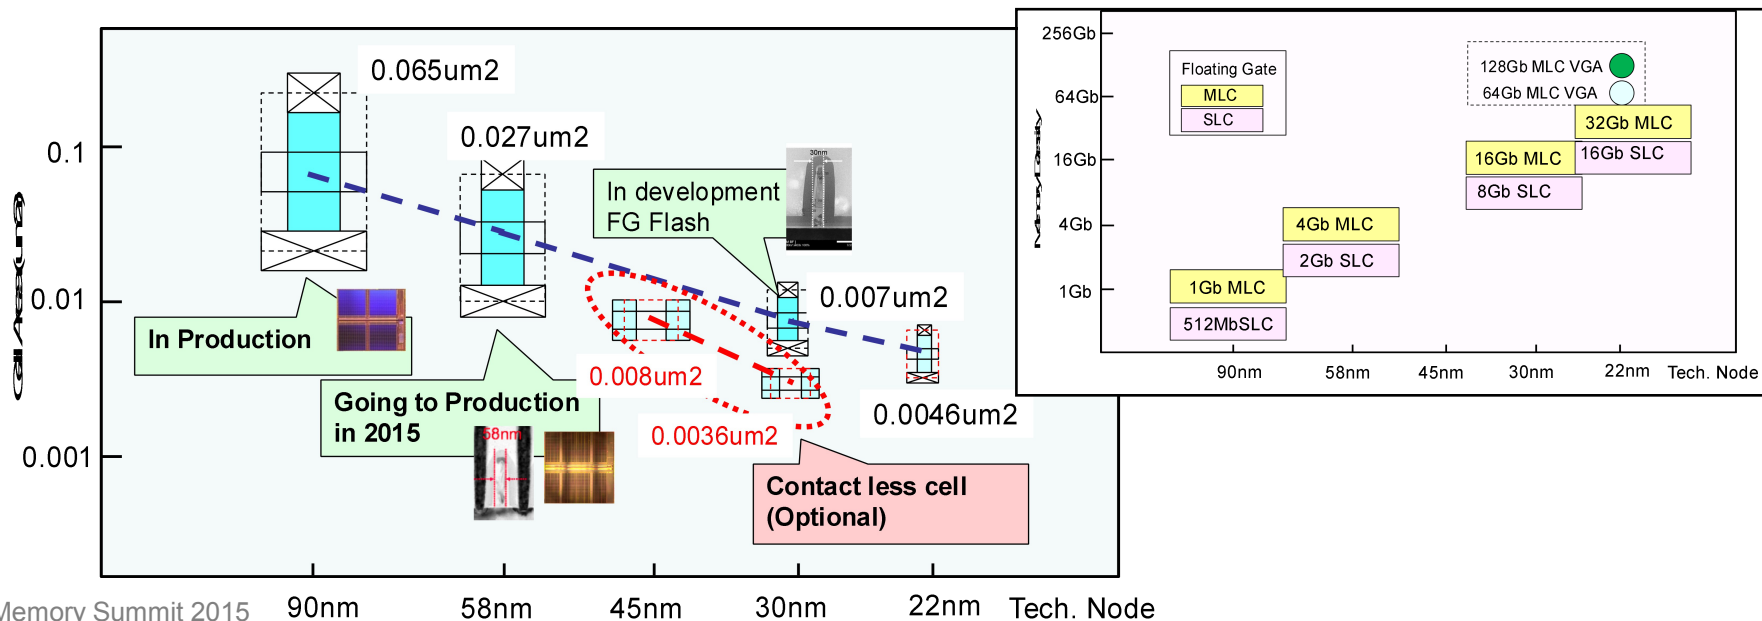 0.065um2
0.027um2
0.1
In development
FG Flash
30nm
0.007um2
0.01
In Production
0.008um2
Going to Production
in 2015
58nm
0.0046um2
0.0036um2
0.001
Contact less cell
(Optional)
90nm
58nm
45nm
30nm
22nm
Tech. Node
Memory Summit 2015
256Gb
64Gb
16Gb
4Gb
1Gb
Floating Gate
MLC
SLC
128Gb MLC VGA
64Gb MLC VGA
32Gb MLC
16Gb MLC
16Gb SLC
8Gb SLC
4Gb MLC
2Gb SLC
1Gb MLC
512MbSLC
90nm
58nm
45nm
30nm
22nm
Tech. Node